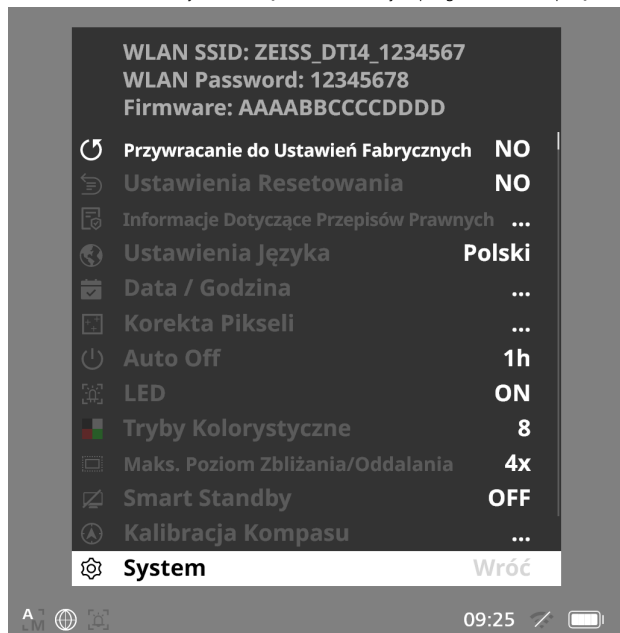 WLAN SSID: ZEISS_DTI4_1234567
WLAN Password: 12345678
Firmware: AAAABBCCCCDDDD
Przywracanie do Ustawień Fabrycznych NO
Ustawienia Resetowania NO
Informacje Dotyczące Przepisów Prawnych ...
Ustawienia Języka Polski
Data / Godzina ...
Korekta Pikseli ...
Auto Off 1h
LED ON
Tryby Kolorystyczne 8
Maks. Poziom Zbliżania/Oddalania 4x
Smart Standby OFF
Kalibracja Kompasu ...
System Wróć
A M 09:25